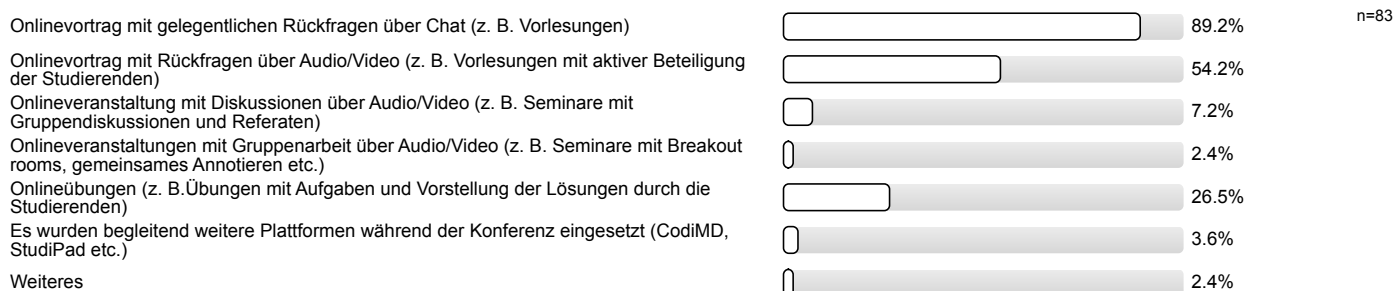 Onlinevortrag mit gelegentlichen Rückfragen über Chat (z. B. Vorlesungen) 89.2% n=83
Onlinevortrag mit Rückfragen über Audio/Video (z. B. Vorlesungen mit aktiver Beteiligung
der Studierenden) 54.2%
Onlineveranstaltung mit Diskussionen über Audio/Video (z. B. Seminare mit
Gruppendiskussionen und Referaten) 7.2%
Onlineveranstaltungen mit Gruppenarbeit über Audio/Video (z. B. Seminare mit Breakout
rooms, gemeinsames Annotieren etc.) 2.4%
Onlineübungen (z. B.Übungen mit Aufgaben und Vorstellung der Lösungen durch die
Studierenden) 26.5%
Es wurden begleitend weitere Plattformen während der Konferenz eingesetzt (CodiMD,
StudiPad etc.) 3.6%
Weiteres 2.4%